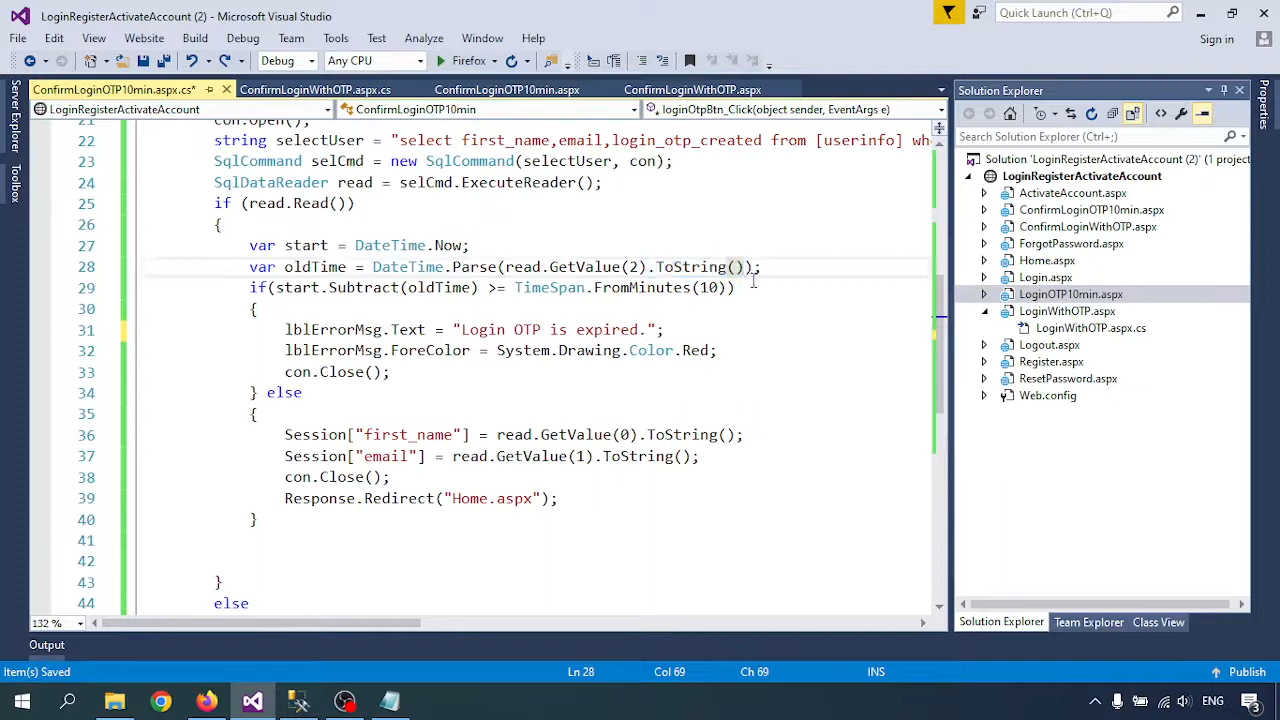 LoginRegisterActivateAccount (2) - Microsoft Visual Studio
Quick Launch (Ctrl+Q)
File Edit View Website Build Debug Team Tools Test Analyze Window Help
Sign in
Debug Any CPU Firefox
ConfirmLoginOTP10min.aspx.cs* ConfirmLoginWithOTP.aspx.cs ConfirmLoginOTP10min.aspx ConfirmLoginWithOTP.aspx
LoginRegisterActivateAccount ConfirmLoginOTP10min loginOtpBtn_Click(object sender, EventArgs e)
Server Explorer
Toolbox
21 con.Open();
22 string selectUser = "select first_name,email,login_otp_created from [userinfo] wh
23 SqlCommand selCmd = new SqlCommand(selectUser, con);
24 SqlDataReader read = selCmd.ExecuteReader();
25 if (read.Read())
26 {
27 var start = DateTime.Now;
28 var oldTime = DateTime.Parse(read.GetValue(2).ToString());
29 if(start.Subtract(oldTime) >= TimeSpan.FromMinutes(10))
30 {
31 lblErrorMsg.Text = "Login OTP is expired.";
32 lblErrorMsg.ForeColor = System.Drawing.Color.Red;
33 con.Close();
34 } else
35 {
36 Session["first_name"] = read.GetValue(0).ToString();
37 Session["email"] = read.GetValue(1).ToString();
38 con.Close();
39 Response.Redirect("Home.aspx");
40 }
41
42
43 }
44 else
132 %
Solution Explorer
Search Solution Explorer (Ctrl+;)
Solution 'LoginRegisterActivateAccount (2)' (1 project
LoginRegisterActivateAccount
ActivateAccount.aspx
ConfirmLoginOTP10min.aspx
ConfirmLoginWithOTP.aspx
ForgotPassword.aspx
Home.aspx
Login.aspx
LoginOTP10min.aspx
LoginWithOTP.aspx
LoginWithOTP.aspx.cs
Logout.aspx
Register.aspx
ResetPassword.aspx
Web.config
Solution Explorer Team Explorer Class View
Properties
Output
Item(s) Saved Ln 28 Col 69 Ch 69 INS Publish
ENG 3